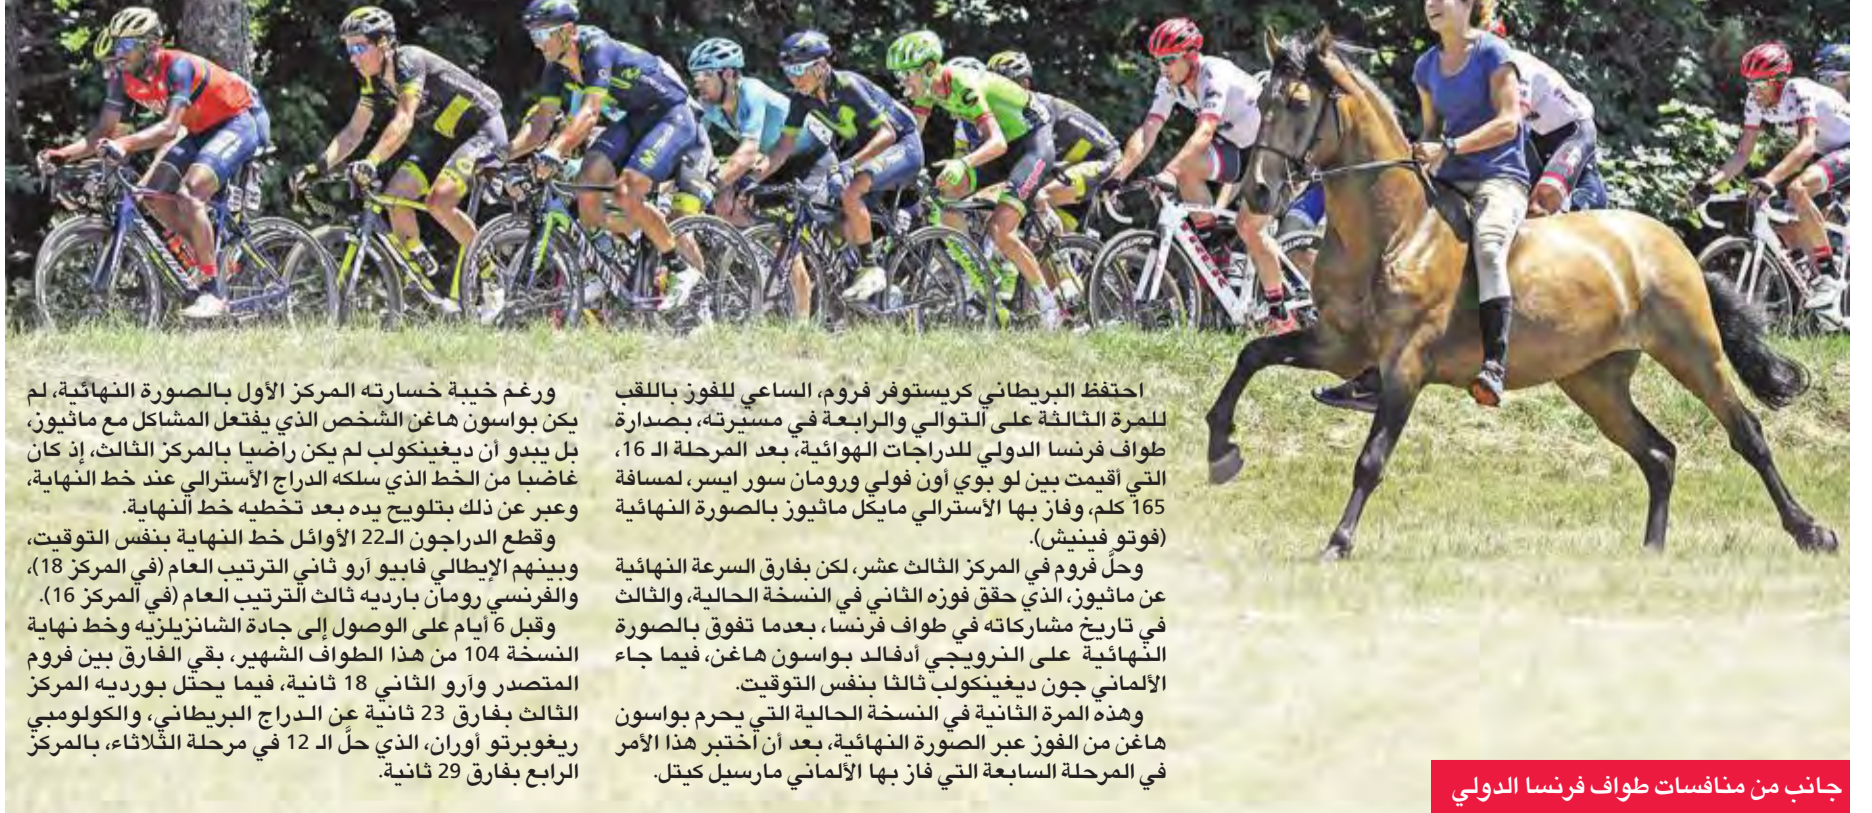 احتفظ البريطاني كريستوفر فروم، الساعي للفوز باللقب
للمرة الثالثة على التوالي والرابعة في مسيرته، بصدارة
طواف فرنسا الدولي للدراجات الهوائية، بعد المرحلة الـ 16،
التي أقيمت بين لو بوي أون فولي ورومان سور ايسر، لمسافة
165 كلم، وفاز بها الأسترالي مايكل ماثيوز بالصورة النهائية
(فوتو فينيش).
وحلَّ فروم في المركز الثالث عشر، لكن بفارق السرعة النهائية
عن ماثيوز، الذي حقق فوزه الثاني في النسخة الحالية، والثالث
في تاريخ مشاركاته في طواف فرنسا، بعدما تفوق بالصورة
النهائية على النرويجي أدفالد بواسون هاغن، فيما جاء
الألماني جون ديغينكولب ثالثا بنفس التوقيت.
وهذه المرة الثانية في النسخة الحالية التي يحرم بواسون
هاغن من الفوز عبر الصورة النهائية، بعد أن اختبر هذا الأمر
في المرحلة السابعة التي فاز بها الألماني مارسيل كيتل.
ورغم خيبة خسارته المركز الأول بالصورة النهائية، لم
يكن بواسون هاغن الشخص الذي يفتعل المشاكل مع ماثيوز،
بل يبدو أن ديغينكولب لم يكن راضيا بالمركز الثالث، إذ كان
غاضبا من الخط الذي سلكه الدراج الأسترالي عند خط النهاية،
وعبر عن ذلك بتلويح يده بعد تخطيه خط النهاية.
وقطع الدراجون الـ22 الأوائل خط النهاية بنفس التوقيت،
وبينهم الإيطالي فابيو آرو ثاني الترتيب العام (في المركز 18)،
والفرنسي رومان بارديه ثالث الترتيب العام (في المركز 16).
وقبل 6 أيام على الوصول إلى جادة الشانزيليزيه وخط نهاية
النسخة 104 من هذا الطواف الشهير، بقي الفارق بين فروم
المتصدر وآرو الثاني 18 ثانية، فيما يحتل بورديه المركز
الثالث بفارق 23 ثانية عن الدراج البريطاني، والكولومبي
ريغوبرتو أوران، الذي حلَّ الـ 12 في مرحلة الثلاثاء، بالمركز
الرابع بفارق 29 ثانية.
جانب من منافسات طواف فرنسا الدولي